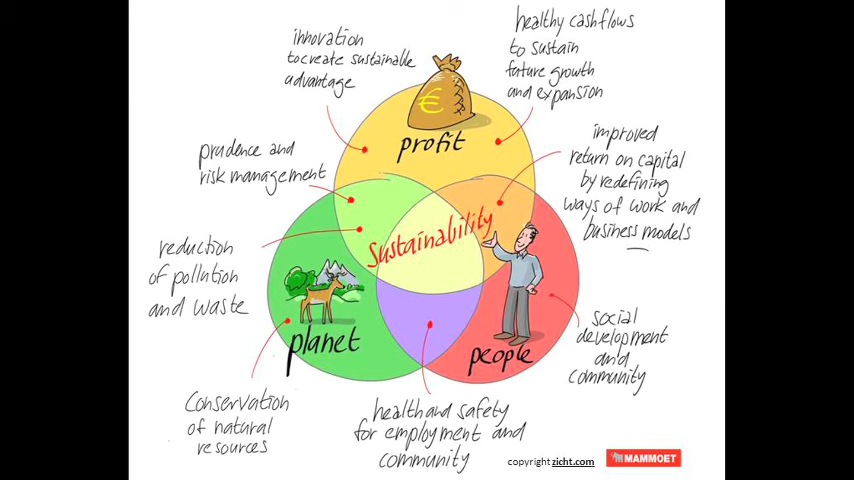 innovation
to create sustainable
advantage
healthy cashflows
to sustain
future growth
and expansion
€
profit
prudence and
risk management
improved
return on capital
by redefining
ways of work and
business models
Sustainability
reduction
of pollution
and waste
planet
people
social
development
and
community
Conservation
of natural
resources
health and safety
for employment and
community
copyright zicht.com
MAMMOET